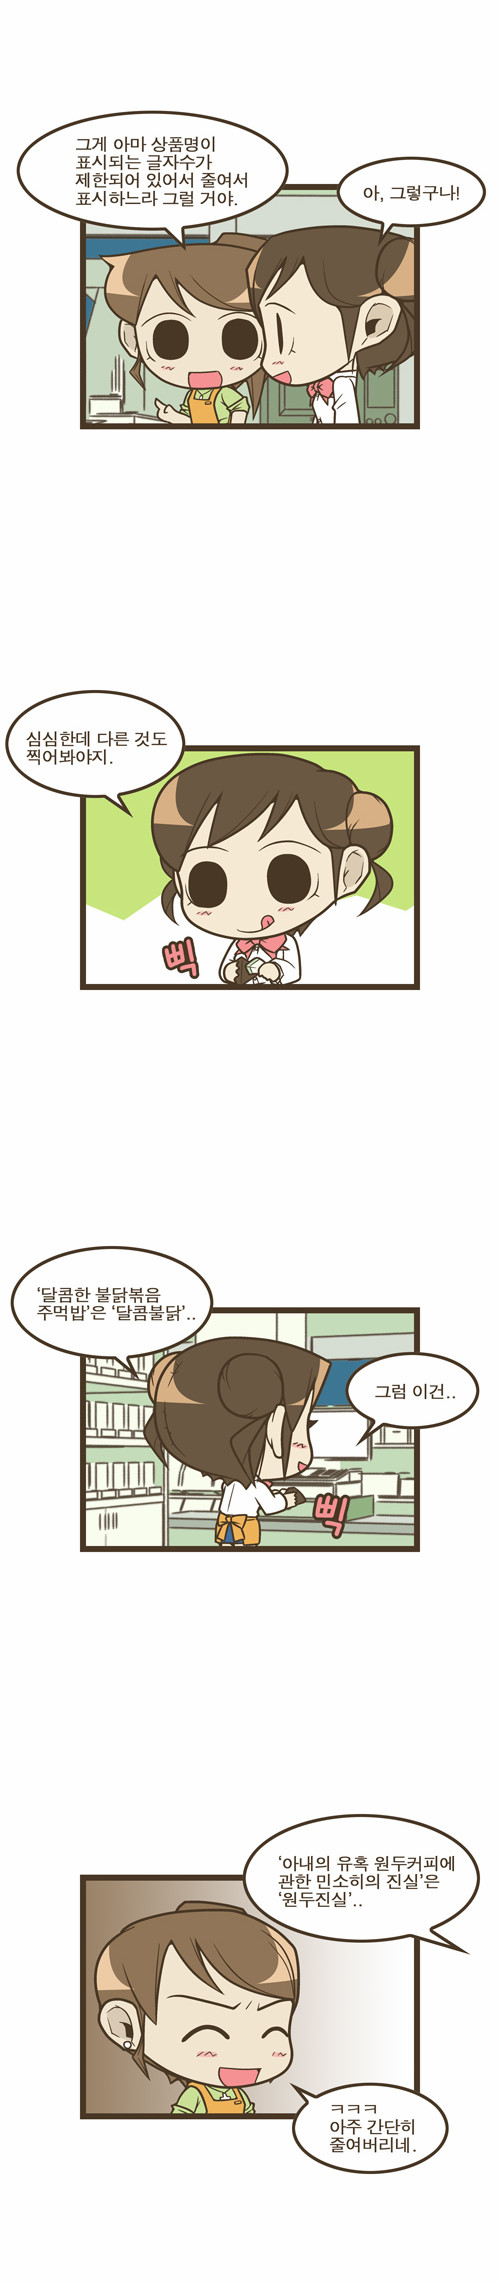 그게 아마 상품명이
표시되는 글자수가
제한되어 있어서 줄여서
표시하느라 그럴 거야.
아, 그렇구나!
심심한데 다른 것도
찍어봐야지.
삑
‘달콤한 불닭볶음
주먹밥’은 ‘달콤불닭’..
그럼 이건..
삑
‘아내의 유혹 원두커피에
관한 민소히의 진실’은
‘원두진실’..
ㅋㅋㅋ
아주 간단히
줄여버리네.